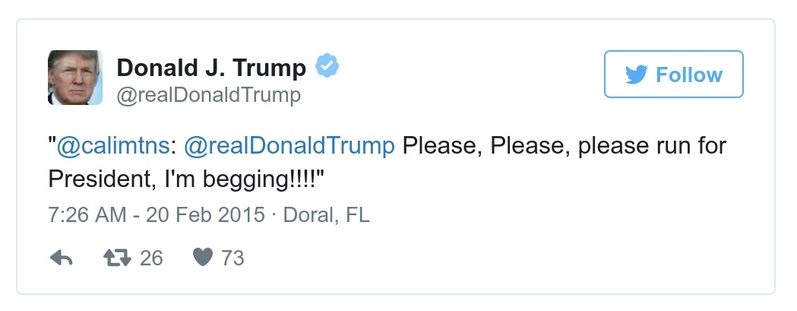 Donald J. Trump
@realDonaldTrump
Follow
"@calimtns: @realDonaldTrump Please, Please, please run for
President, I'm begging!!!!"
7:26 AM - 20 Feb 2015 · Doral, FL
26 73